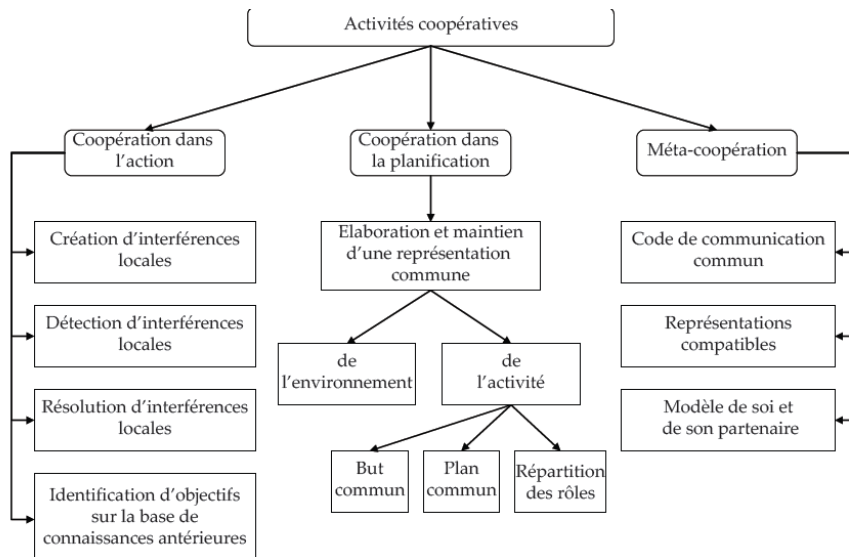 Activités coopératives
Coopération dans
l'action
Coopération dans
la planification
Méta-coopération
Création d'interférences
locales
Détection d'interférences
locales
Résolution d'interférences
locales
Identification d'objectifs
sur la base de
connaissances antérieures
Elaboration et maintien
d'une représentation
commune
de
l'environnement
de
l'activité
But
commun
Plan
commun
Répartition
des rôles
Code de communication
commun
Représentations
compatibles
Modèle de soi et
de son partenaire